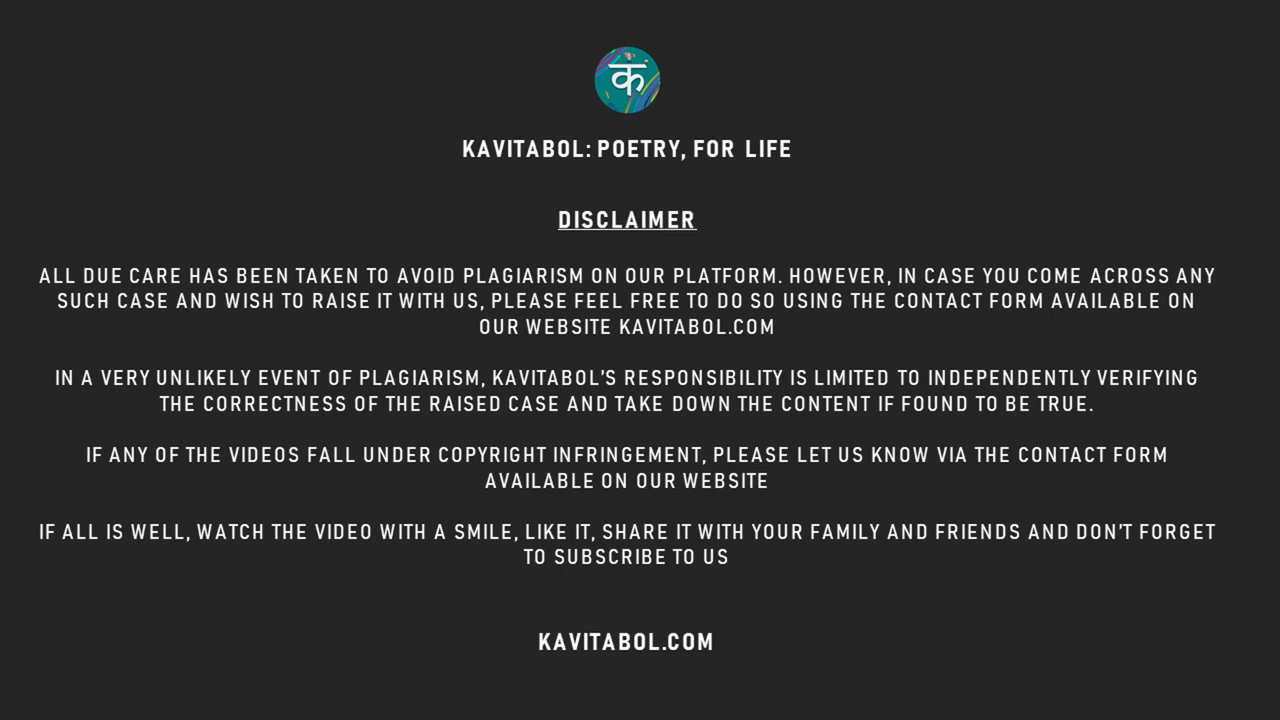 क
KAVITABOL: POETRY, FOR LIFE
DISCLAIMER
ALL DUE CARE HAS BEEN TAKEN TO AVOID PLAGIARISM ON OUR PLATFORM. HOWEVER, IN CASE YOU COME ACROSS ANY
SUCH CASE AND WISH TO RAISE IT WITH US, PLEASE FEEL FREE TO DO SO USING THE CONTACT FORM AVAILABLE ON
OUR WEBSITE KAVITABOL.COM
IN A VERY UNLIKELY EVENT OF PLAGIARISM, KAVITABOL’S RESPONSIBILITY IS LIMITED TO INDEPENDENTLY VERIFYING
THE CORRECTNESS OF THE RAISED CASE AND TAKE DOWN THE CONTENT IF FOUND TO BE TRUE.
IF ANY OF THE VIDEOS FALL UNDER COPYRIGHT INFRINGEMENT, PLEASE LET US KNOW VIA THE CONTACT FORM
AVAILABLE ON OUR WEBSITE
IF ALL IS WELL, WATCH THE VIDEO WITH A SMILE, LIKE IT, SHARE IT WITH YOUR FAMILY AND FRIENDS AND DON’T FORGET
TO SUBSCRIBE TO US
KAVITABOL.COM